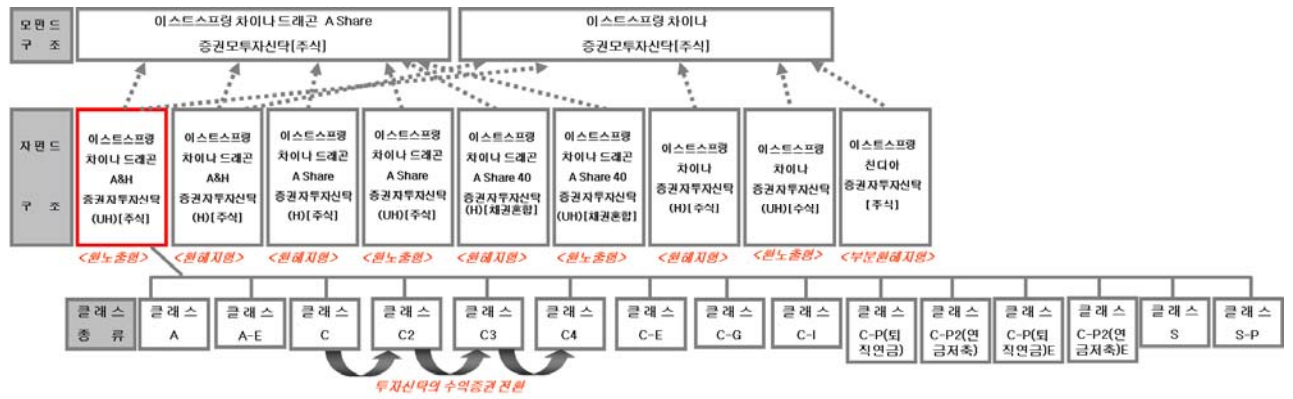 모펀드
구 조
이스트스프링 차이나드래곤 A Share
증권모투자신탁[주식]
이스트스프링 차이나
증권모투자신탁[주식]
자펀드
구 조
이스트스프링
차이나 드래곤
A&H
증권자투자신탁
(UH)[주식]
이스트스프링
차이나 드래곤
A&H
증권자투자신탁
(H)[주식]
이스트스프링
차이나 드래곤
A Share
증권자투자신탁
(H)[주식]
이스트스프링
차이나 드래곤
A Share
증권자투자신탁
(UH)[주식]
이스트스프링
차이나 드래곤
A Share 40
증권자투자신탁
(H)[채권혼합]
이스트스프링
차이나 드래곤
A Share 40
증권자투자신탁
(UH)[채권혼합]
이스트스프링
차이나
증권자투자신탁
(H)[주식]
이스트스프링
차이나
증권자투자신탁
(UH)[주식]
이스트스프링
친디아
증권자투자신탁
[주식]
<환노출형>
<환헤지형>
<환헤지형>
<환노출형>
<환헤지형>
<환노출형>
<환헤지형>
<환노출형>
<부분환헤지형>
클래스
종 류
클래스
A
클래스
A-E
클래스
C
클래스
C2
클래스
C3
클래스
C4
클래스
C-E
클래스
C-G
클래스
C-I
클래스
C-P(퇴
직연금)
클래스
C-P2(연
금저축)
클래스
C-P(퇴
직연금)E
클래스
C-P2(연
금저축)E
클래스
S
클래스
S-P
투자신탁의 수익증권 전환